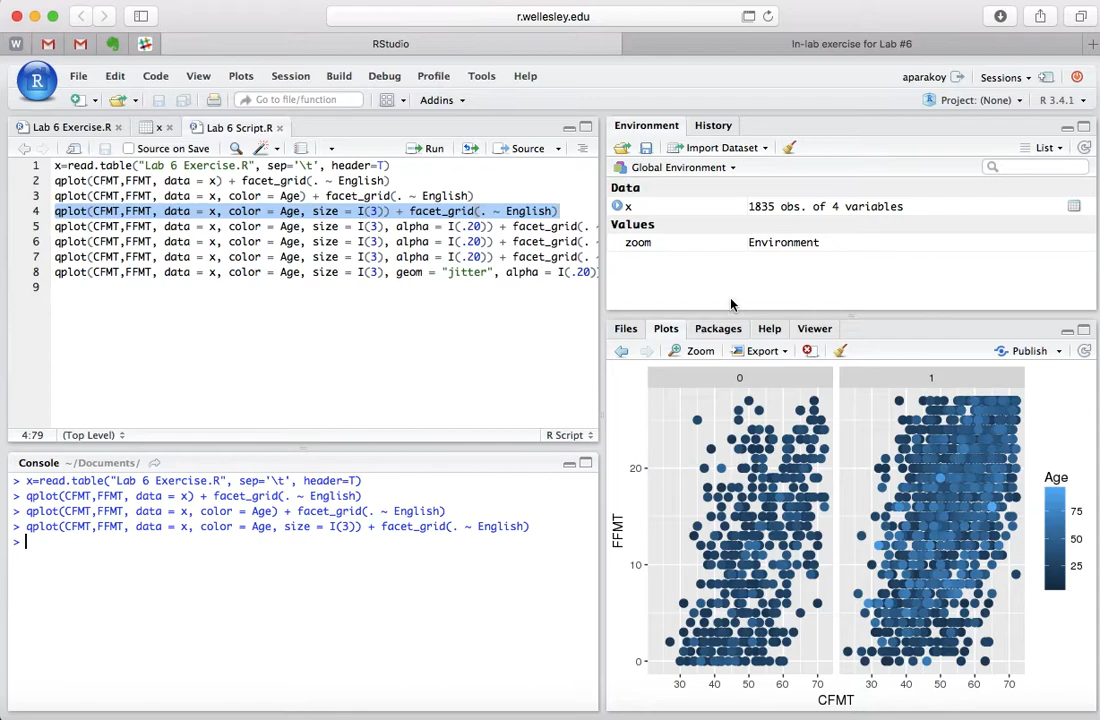 r.wellesley.edu
W
RStudio
In-lab exercise for Lab #6
R
File Edit Code View Plots Session Build Debug Profile Tools Help
aparakoy Sessions
Go to file/function
Addins
Project: (None)
R 3.4.1
Lab 6 Exercise.R
x
Lab 6 Script.R
Source on Save
Run
Source
1 x=read.table("Lab 6 Exercise.R", sep='\t', header=T)
2 qplot(CFMT,FFMT, data = x) + facet_grid(. ~ English)
3 qplot(CFMT,FFMT, data = x, color = Age) + facet_grid(. ~ English)
4 qplot(CFMT,FFMT, data = x, color = Age, size = I(3)) + facet_grid(. ~ English)
5 qplot(CFMT,FFMT, data = x, color = Age, size = I(3), alpha = I(.20)) + facet_grid(. ~
6 qplot(CFMT,FFMT, data = x, color = Age, size = I(3), alpha = I(.20)) + facet_grid(. ~
7 qplot(CFMT,FFMT, data = x, color = Age, size = I(3), alpha = I(.20)) + facet_grid(. ~
8 qplot(CFMT,FFMT, data = x, color = Age, size = I(3), geom = "jitter", alpha = I(.20)
9
4:79 (Top Level) R Script
Console ~/Documents/
> x=read.table("Lab 6 Exercise.R", sep='\t', header=T)
> qplot(CFMT,FFMT, data = x) + facet_grid(. ~ English)
> qplot(CFMT,FFMT, data = x, color = Age) + facet_grid(. ~ English)
> qplot(CFMT,FFMT, data = x, color = Age, size = I(3)) + facet_grid(. ~ English)
>
Environment History
Import Dataset
List
Global Environment
Data
x 1835 obs. of 4 variables
Values
zoom Environment
Files Plots Packages Help Viewer
Zoom Export
Publish
0 1
20
10
0
FFMT
30 40 50 60 70 30 40 50 60 70
CFMT
Age
75
50
25